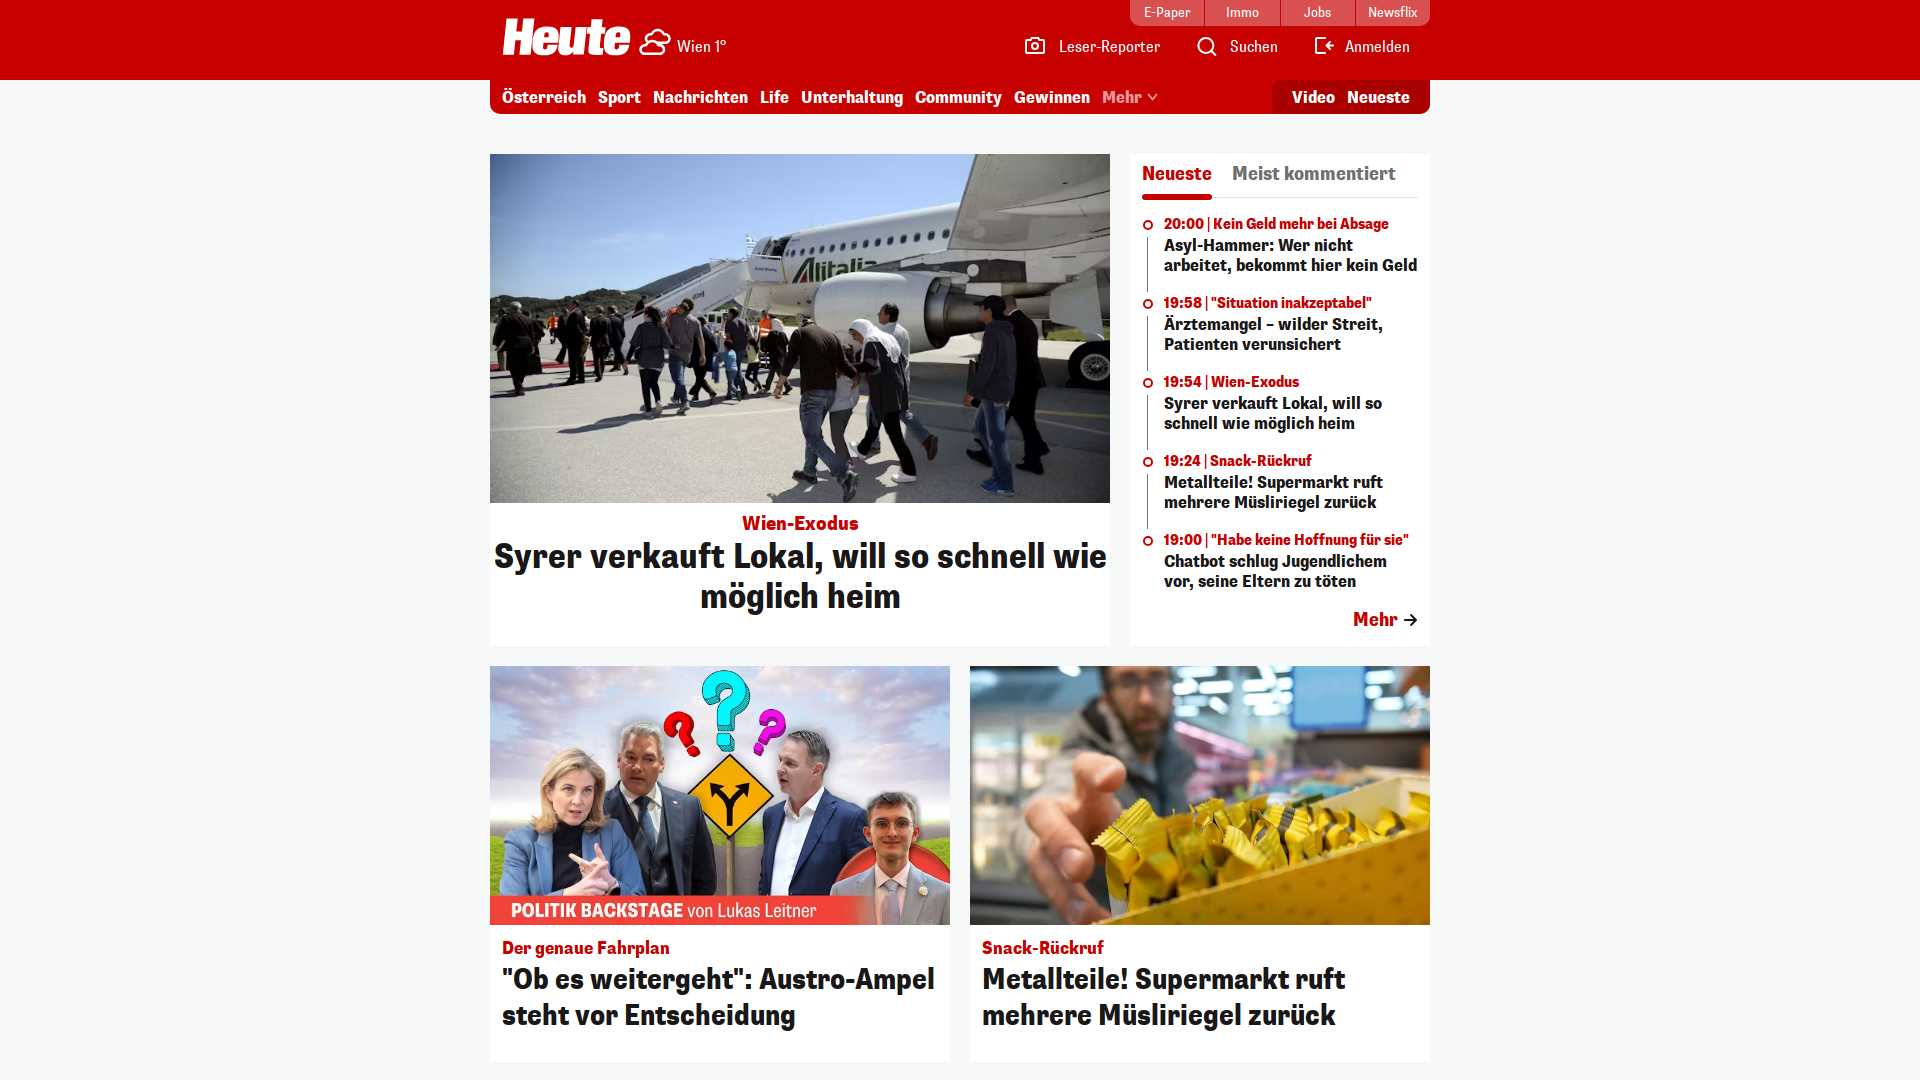 E-Paper
Immo
Jobs
Newsflix
Heute
Wien 1°
Leser-Reporter
Suchen
Anmelden
Österreich
Sport
Nachrichten
Life
Unterhaltung
Community
Gewinnen
Mehr
Video
Neueste
Alitalia
Wien-Exodus
Syrer verkauft Lokal, will so schnell wie
möglich heim
Neueste
Meist kommentiert
20:00 | Kein Geld mehr bei Absage
Asyl-Hammer: Wer nicht
arbeitet, bekommt hier kein Geld
19:58 | "Situation inakzeptabel"
Ärztemangel – wilder Streit,
Patienten verunsichert
19:54 | Wien-Exodus
Syrer verkauft Lokal, will so
schnell wie möglich heim
19:24 | Snack-Rückruf
Metallteile! Supermarkt ruft
mehrere Müsliriegel zurück
19:00 | "Habe keine Hoffnung für sie"
Chatbot schlug Jugendlichem
vor, seine Eltern zu töten
Mehr
POLITIK BACKSTAGE von Lukas Leitner
Der genaue Fahrplan
"Ob es weitergeht": Austro-Ampel
steht vor Entscheidung
Snack-Rückruf
Metallteile! Supermarkt ruft
mehrere Müsliriegel zurück